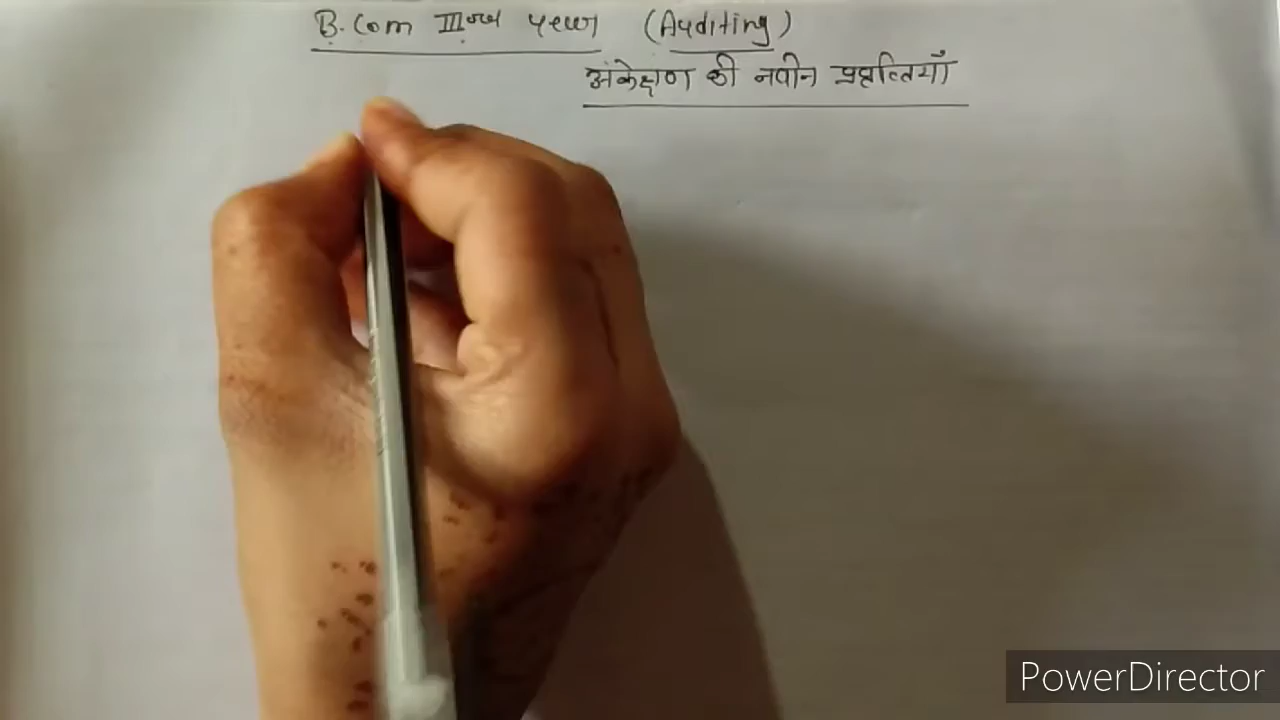 B.Com IIIrd year (Auditing)
अंकेक्षण की नवीन प्रवृत्तियाँ
PowerDirector